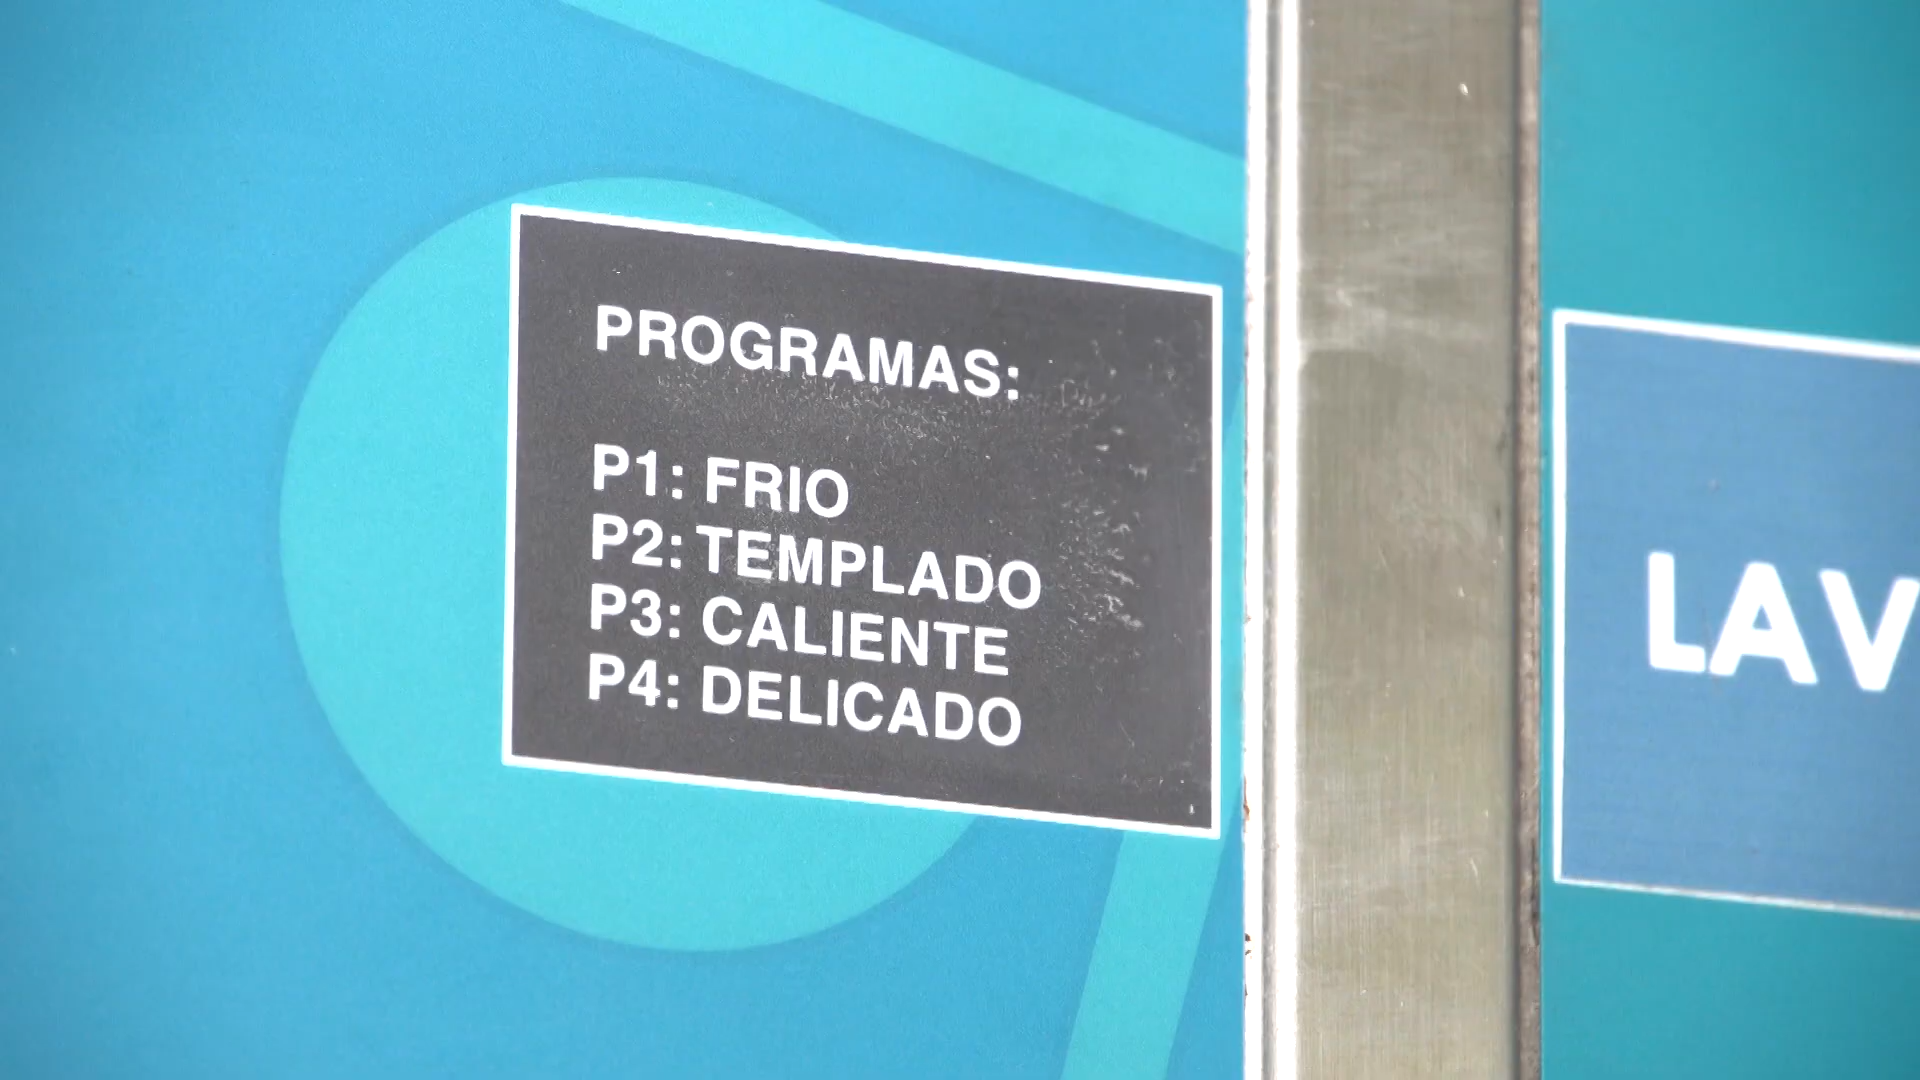 PROGRAMAS:
P1: FRIO
P2: TEMPLADO
P3: CALIENTE
P4: DELICADO
LAV